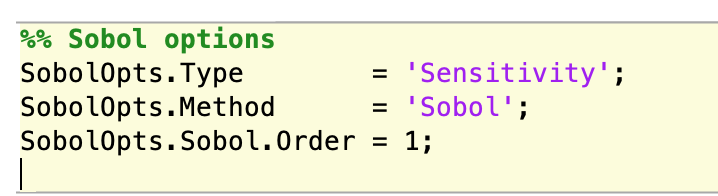 %% Sobol options
SobolOpts.Type         = 'Sensitivity';
SobolOpts.Method       = 'Sobol';
SobolOpts.Sobol.Order = 1;